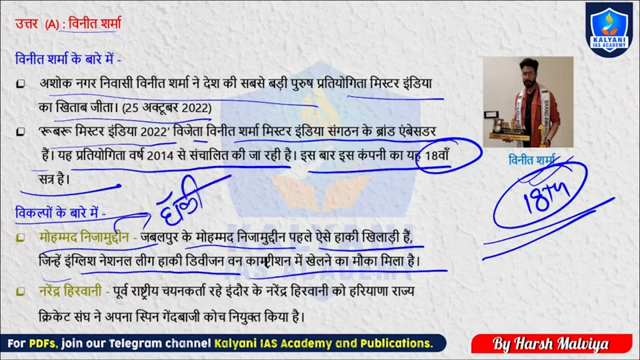 उत्तर (A) : विनीत शर्मा
KALYANI
IAS ACADEMY
विनीत शर्मा के बारे में -
अशोक नगर निवासी विनीत शर्मा ने देश की सबसे बड़ी पुरुष प्रतियोगिता मिस्टर इंडिया
का खिताब जीता। (25 अक्टूबर 2022)
'रूबरू मिस्टर इंडिया 2022' विजेता विनीत शर्मा मिस्टर इंडिया संगठन के ब्रांड एंबेसडर
हैं। यह प्रतियोगिता वर्ष 2014 से संचालित की जा रही है। इस बार इस कंपनी का यह 18वाँ
सत्र है।
विनीत शर्मा
18th
हॉकी
विकल्पों के बारे में -
मोहम्मद निजामुद्दीन - जबलपुर के मोहम्मद निजामुद्दीन पहले ऐसे हाकी खिलाड़ी हैं,
जिन्हें इंग्लिश नेशनल लीग हाकी डिवीजन वन काम्पटीशन में खेलने का मौका मिला है।
नरेंद्र हिरवानी - पूर्व राष्ट्रीय चयनकर्ता रहे इंदौर के नरेंद्र हिरवानी को हरियाणा राज्य
क्रिकेट संघ ने अपना स्पिन गेंदबाजी कोच नियुक्त किया है।
IAS ACADEMY
For PDFs, join our Telegram channel Kalyani IAS Academy and Publications.
By Harsh Malviya